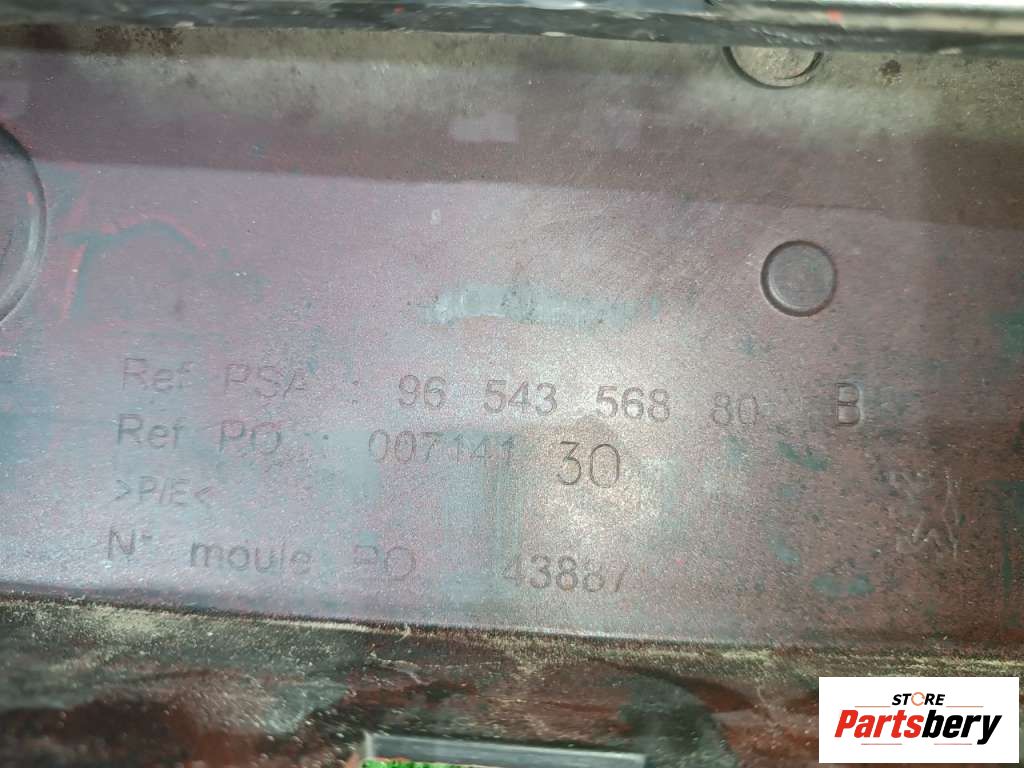 Ref PSA : 96 543 568 80 B
Ref PO : 007141 30
>P/E<
N° moule PO 43887
STORE
Partsbery